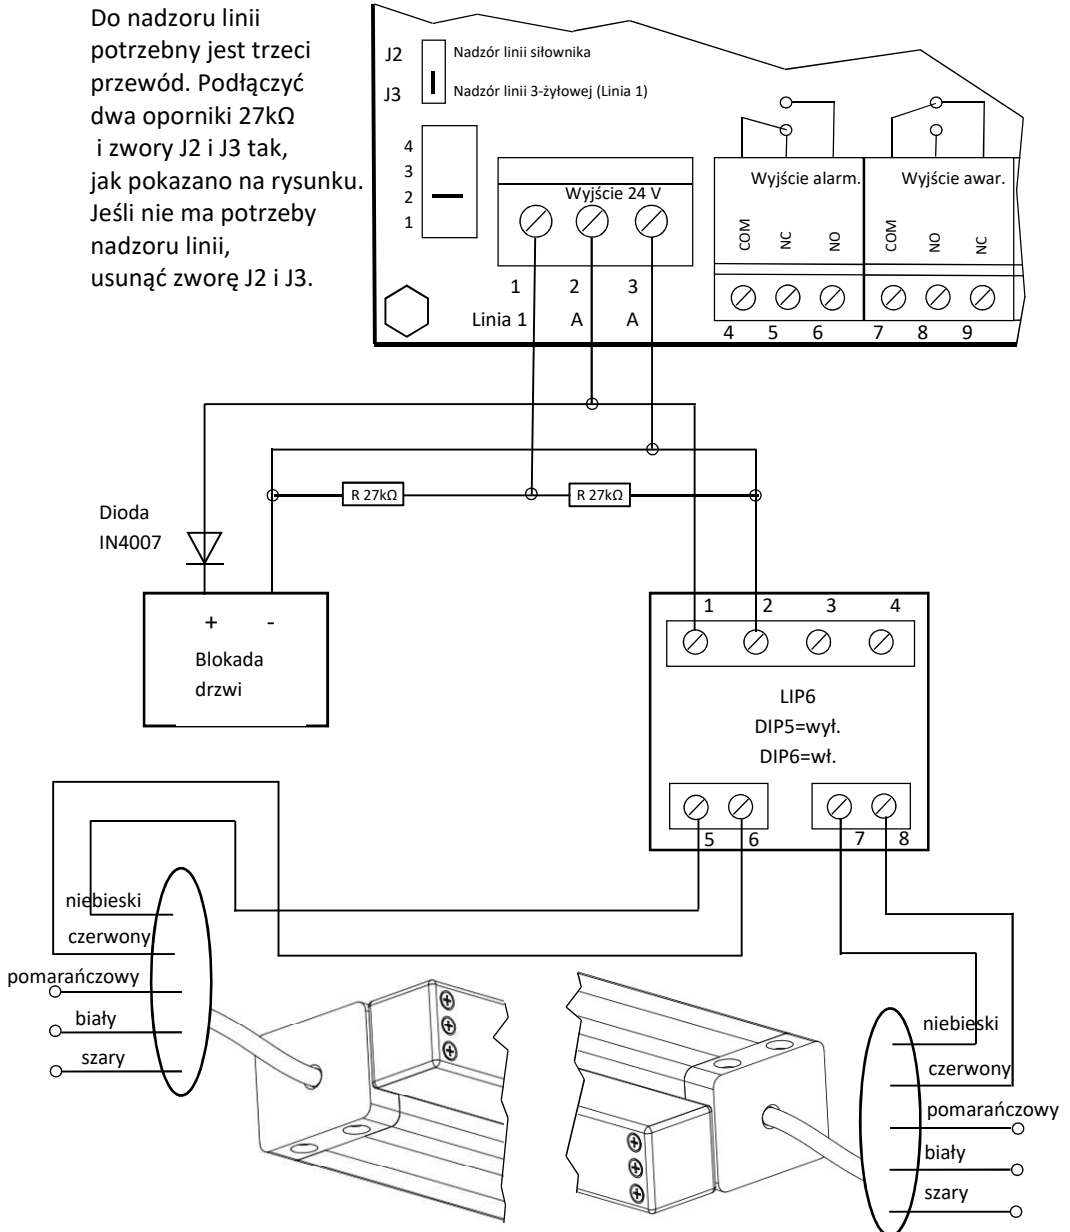 Do nadzoru linii
potrzebny jest trzeci
przewód. Podłączyć
dwa oporniki 27kΩ
i zwory J2 i J3 tak,
jak pokazano na rysunku.
Jeśli nie ma potrzeby
nadzoru linii,
usunąć zworę J2 i J3.
J2
Nadzór linii siłownika
J3
Nadzór linii 3-żyłowej (Linia 1)
4
3
2
1
Wyjście 24 V
1 2 3
Linia 1 A A
Wyjście alarm.
COM NC NO
4 5 6
Wyjście awar.
COM NO NC
7 8 9
R 27kΩ
R 27kΩ
Dioda
IN4007
+ -
Blokada
drzwi
1 2 3 4
LIP6
DIP5=wył.
DIP6=wł.
5 6 7 8
niebieski
czerwony
pomarańczowy
biały
szary
niebieski
czerwony
pomarańczowy
biały
szary